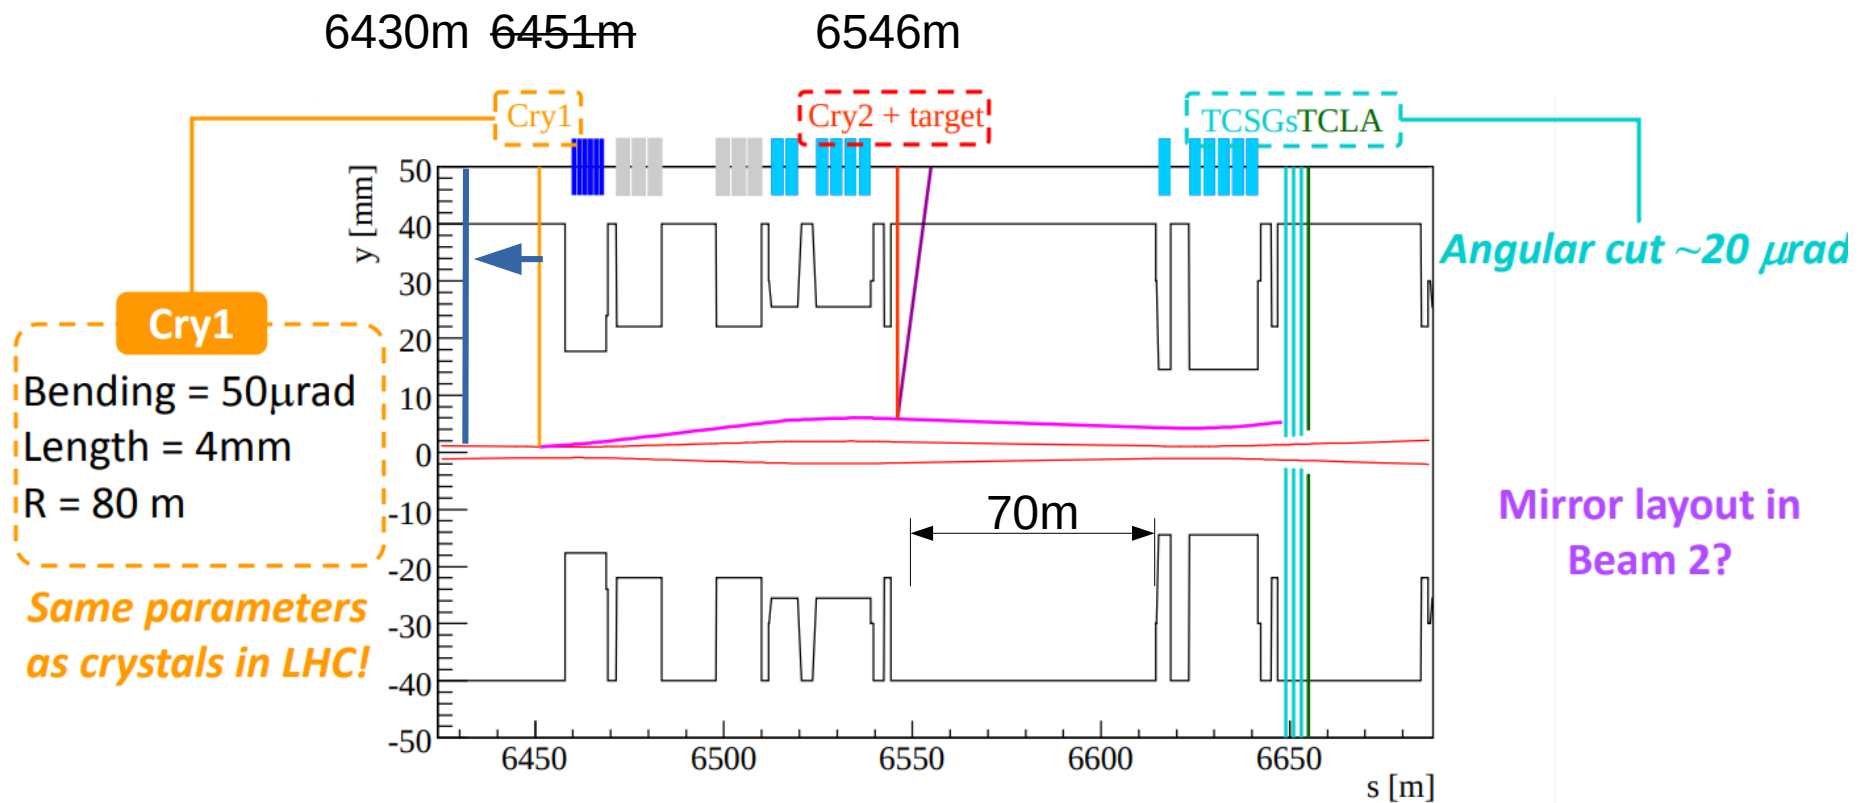 6430m 6451m 6546m
Cry1
Cry2 + target
TCSGsTCLA
50
40
30
20
10
0
-10
-20
-30
-40
-50
y [mm]
Angular cut ~20 μrad
Cry1
Bending = 50μrad
Length = 4mm
R = 80 m
Same parameters
as crystals in LHC!
70m
Mirror layout in
Beam 2?
6450 6500 6550 6600 6650
s [m]